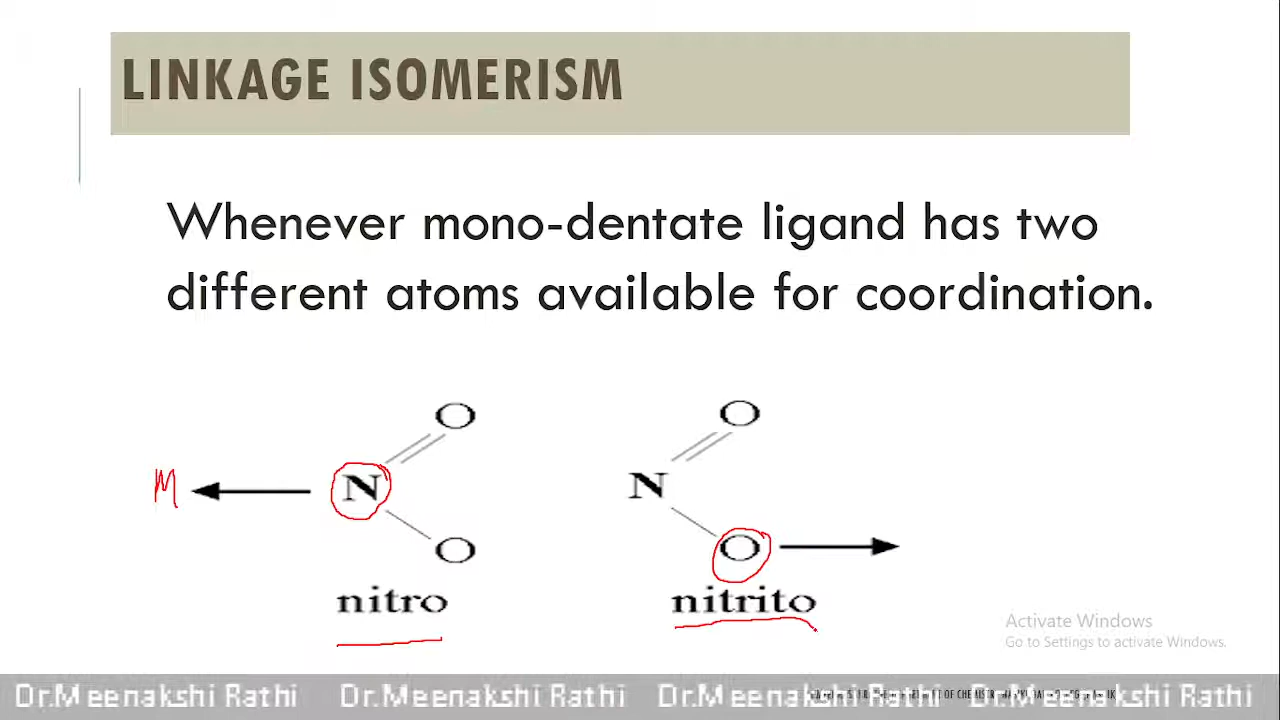 LINKAGE ISOMERISM
Whenever mono-dentate ligand has two
different atoms available for coordination.
O O
M N N
O O
nitro nitrito
Activate Windows
Go to Settings to activate Windows.
Dr.Meenakshi Rathi Dr.Meenakshi Rathi Dr.Meenakshi Rathi Dr.Meenakshi Rathi